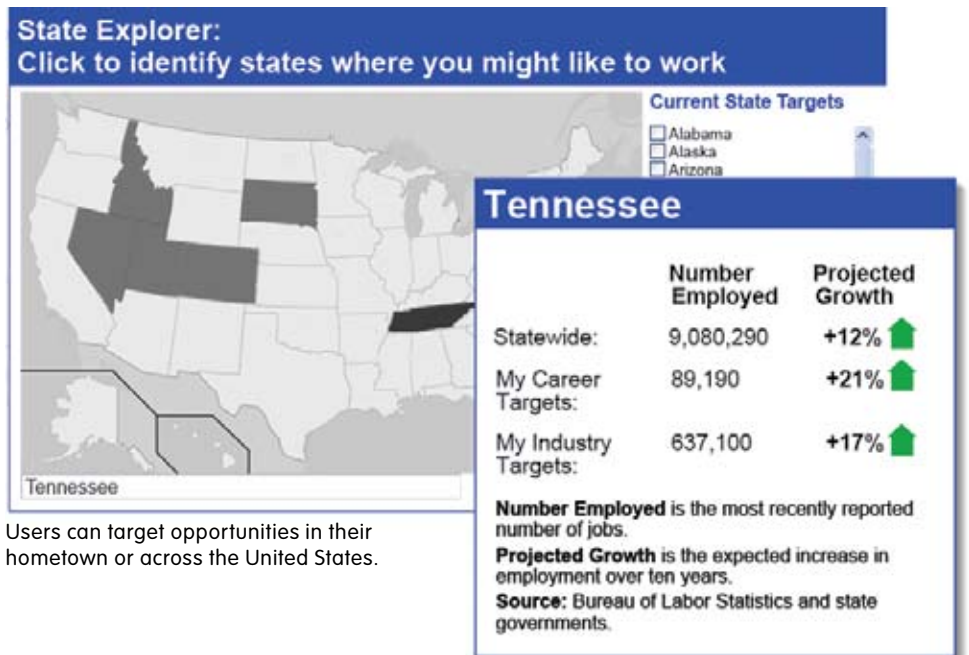 State Explorer:
Click to identify states where you might like to work
Current State Targets
Alabama
Alaska
Arizona
Tennessee
Users can target opportunities in their
hometown or across the United States.
Tennessee
Number Employed
Projected Growth
Statewide: 9,080,290 +12%
My Career Targets: 89,190 +21%
My Industry Targets: 637,100 +17%
Number Employed is the most recently reported
number of jobs.
Projected Growth is the expected increase in
employment over ten years.
Source: Bureau of Labor Statistics and state
governments.